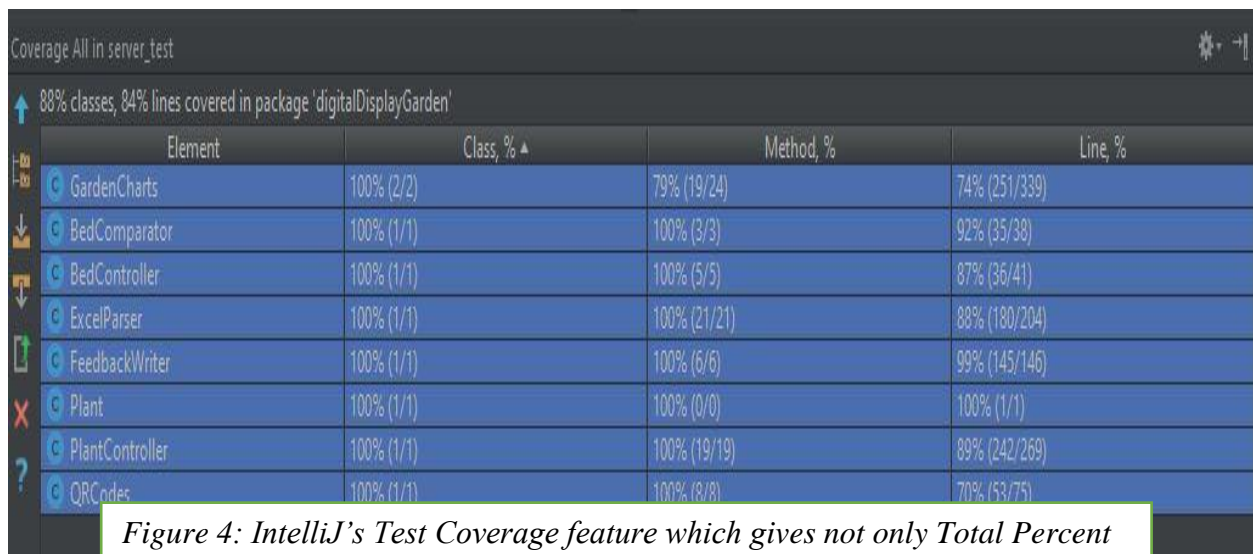 Coverage All in server_test
88% classes, 84% lines covered in package 'digitalDisplayGarden'
Element Class, % Method, % Line, %
GardenCharts 100% (2/2) 79% (19/24) 74% (251/339)
BedComparator 100% (1/1) 100% (3/3) 92% (35/38)
BedController 100% (1/1) 100% (5/5) 87% (36/41)
ExcelParser 100% (1/1) 100% (21/21) 88% (180/204)
FeedbackWriter 100% (1/1) 100% (6/6) 99% (145/146)
Plant 100% (1/1) 100% (0/0) 100% (1/1)
PlantController 100% (1/1) 100% (19/19) 89% (242/269)
QRCodes 100% (1/1) 100% (8/8) 70% (53/75)
Figure 4: IntelliJ's Test Coverage feature which gives not only Total Percent